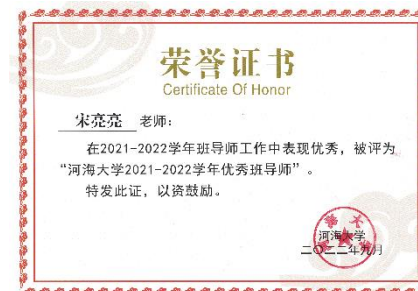 荣誉证书
Certificate Of Honor
宋亮亮 老师：
在2021-2022学年班导师工作中表现优秀，被评为
“河海大学2021-2022学年优秀班导师”。
特发此证，以资鼓励。
河海大学
二〇二二年九月